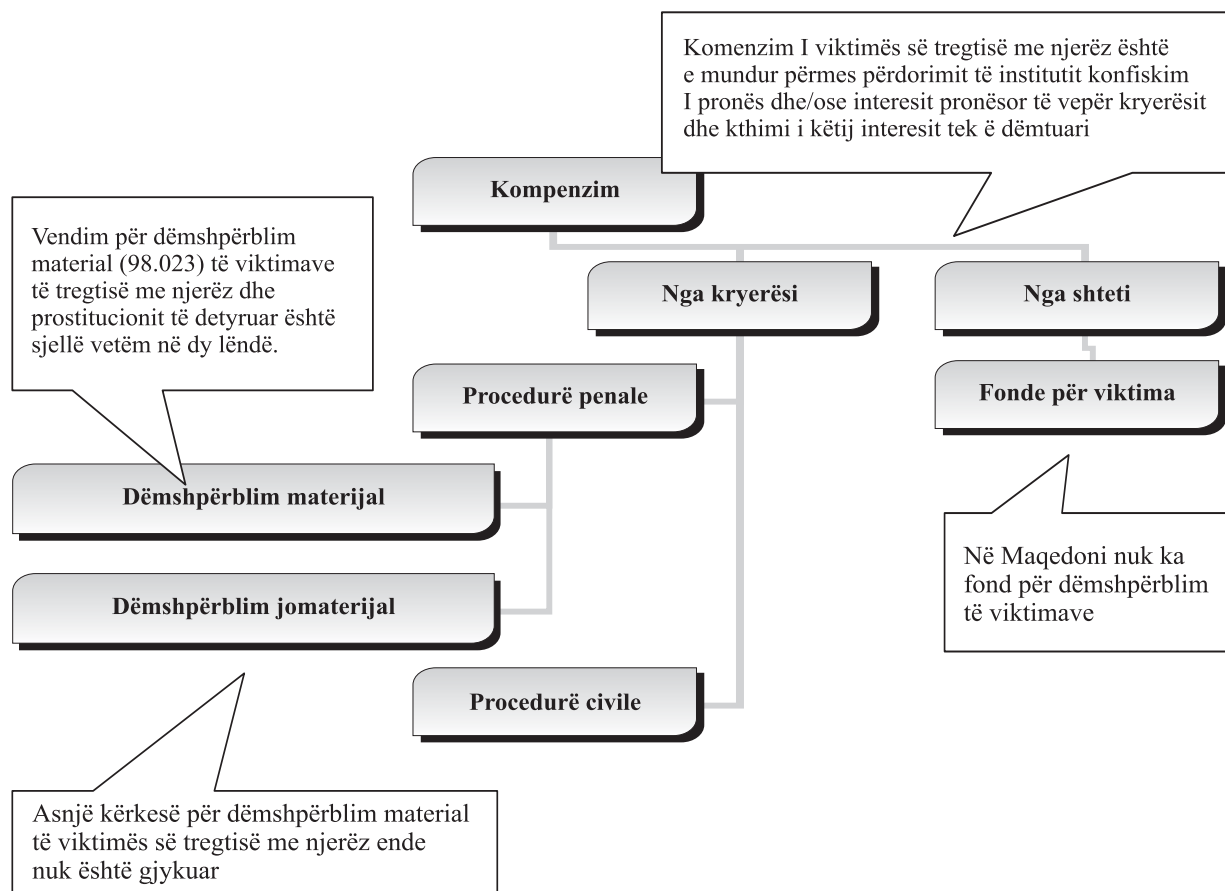 Komenzim I viktimës së tregtisë me njerëz është
e mundur përmes përdorimit të institutit konfiskim
I pronës dhe/ose interesit pronësor të vepër kryerësit
dhe kthimi i këtij interesit tek ë dëmtuari
Kompenzim
Vendim për dëmshpërblim
material (98.023) të viktimave
të tregtisë me njerëz dhe
prostitucionit të detyruar është
sjellë vetëm në dy lëndë.
Nga kryerësi
Nga shteti
Procedurë penale
Fonde për viktima
Dëmshpërblim materijal
Në Maqedoni nuk ka
fond për dëmshpërblim
të viktimave
Dëmshpërblim jomaterijal
Procedurë civile
Asnjë kërkesë për dëmshpërblim material
të viktimës së tregtisë me njerëz ende
nuk është gjykuar